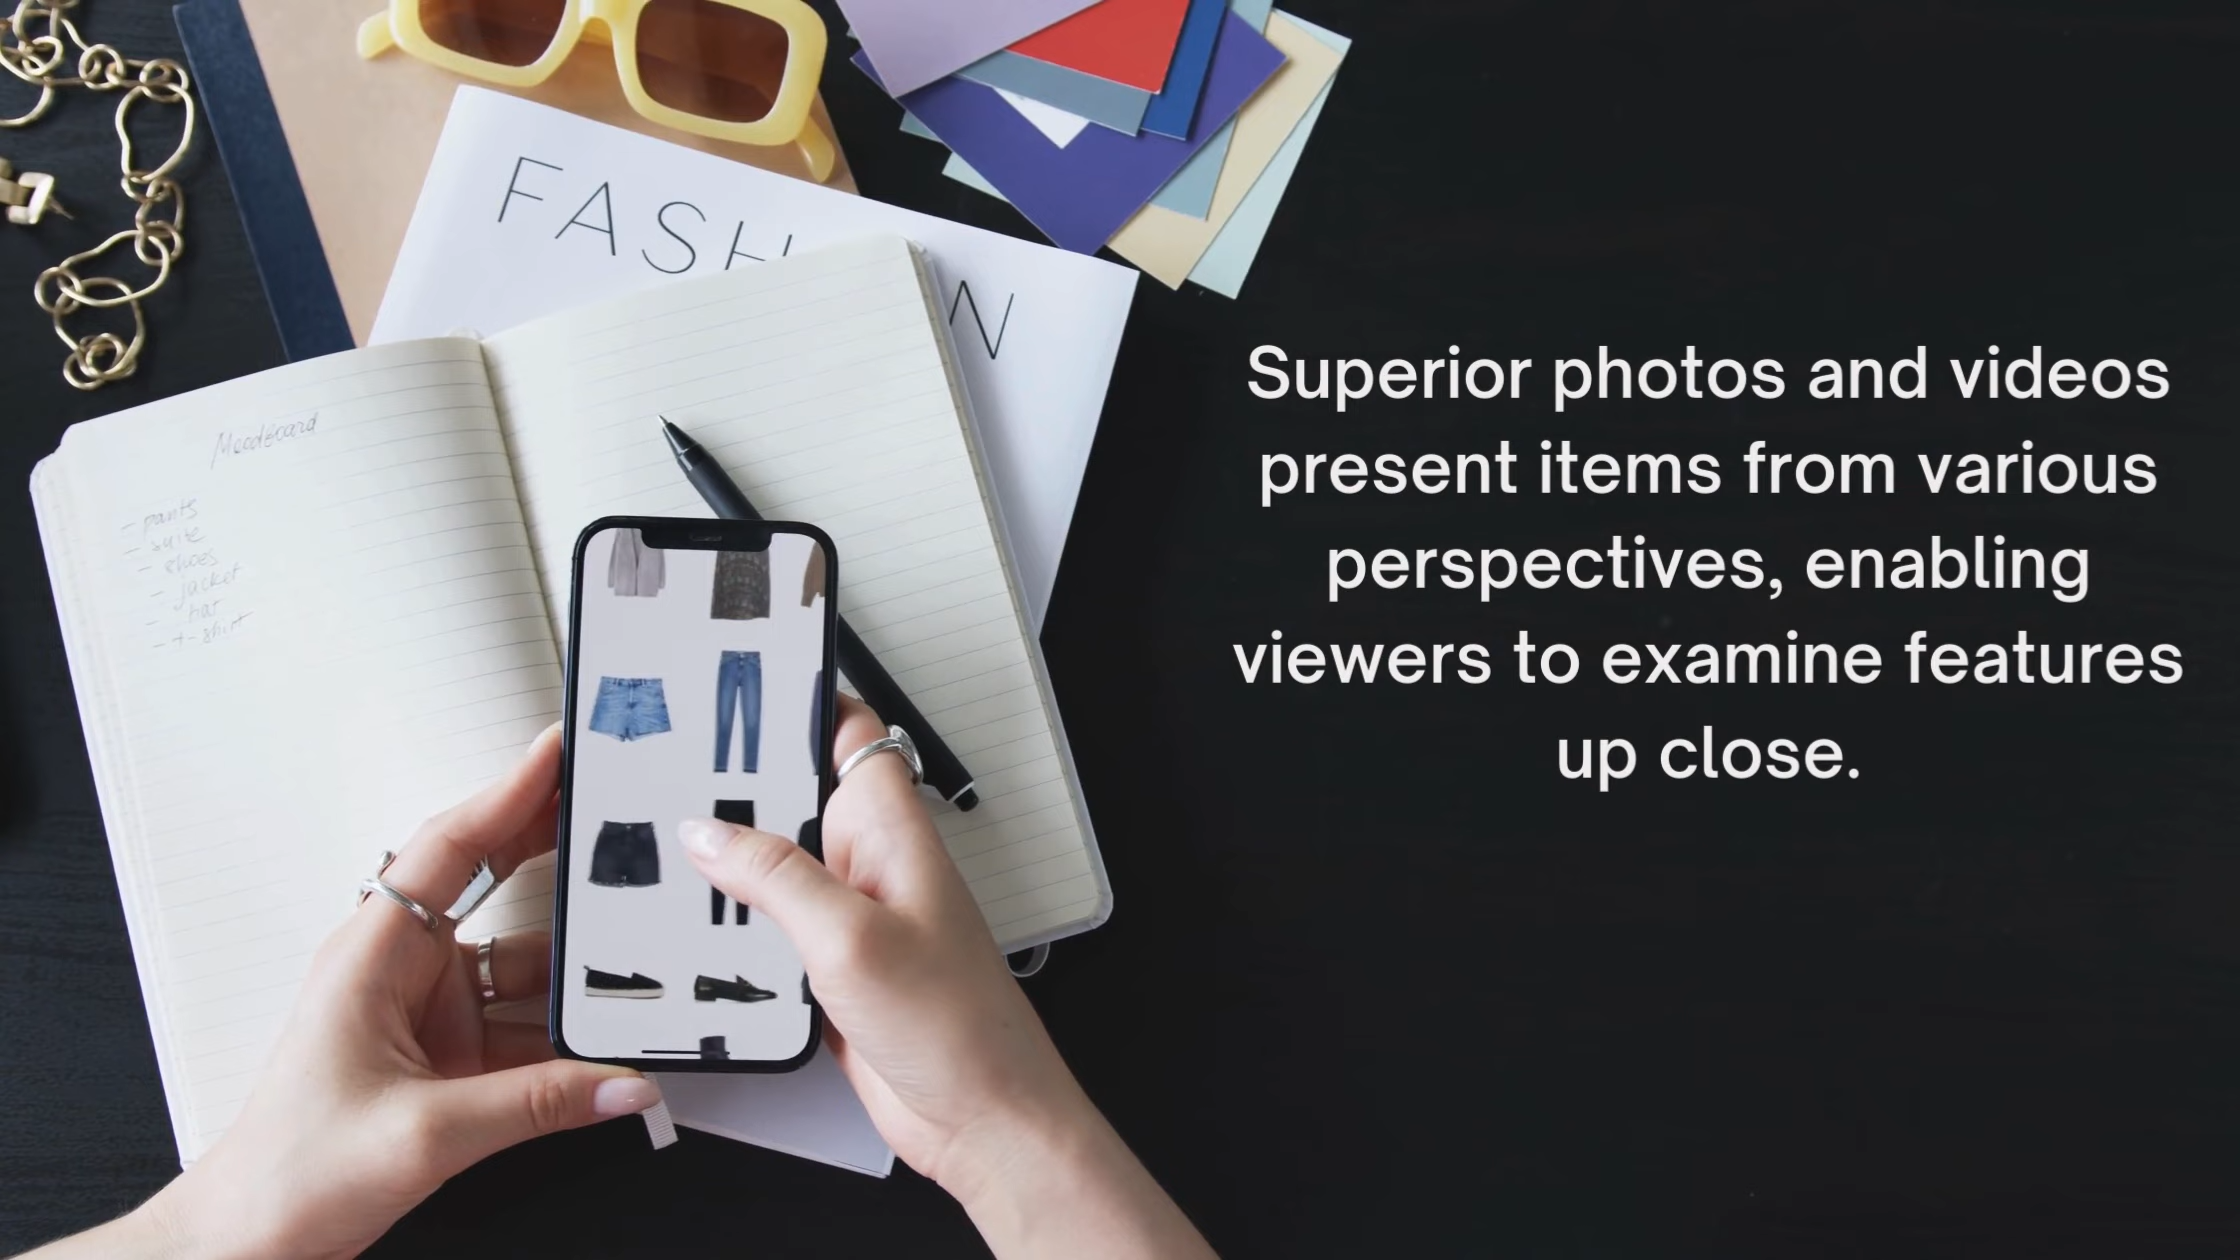 FASH N
Moodboard
- pants
- suite
- shoes
- jacket
- hat
- t-shirt
Superior photos and videos
present items from various
perspectives, enabling
viewers to examine features
up close.